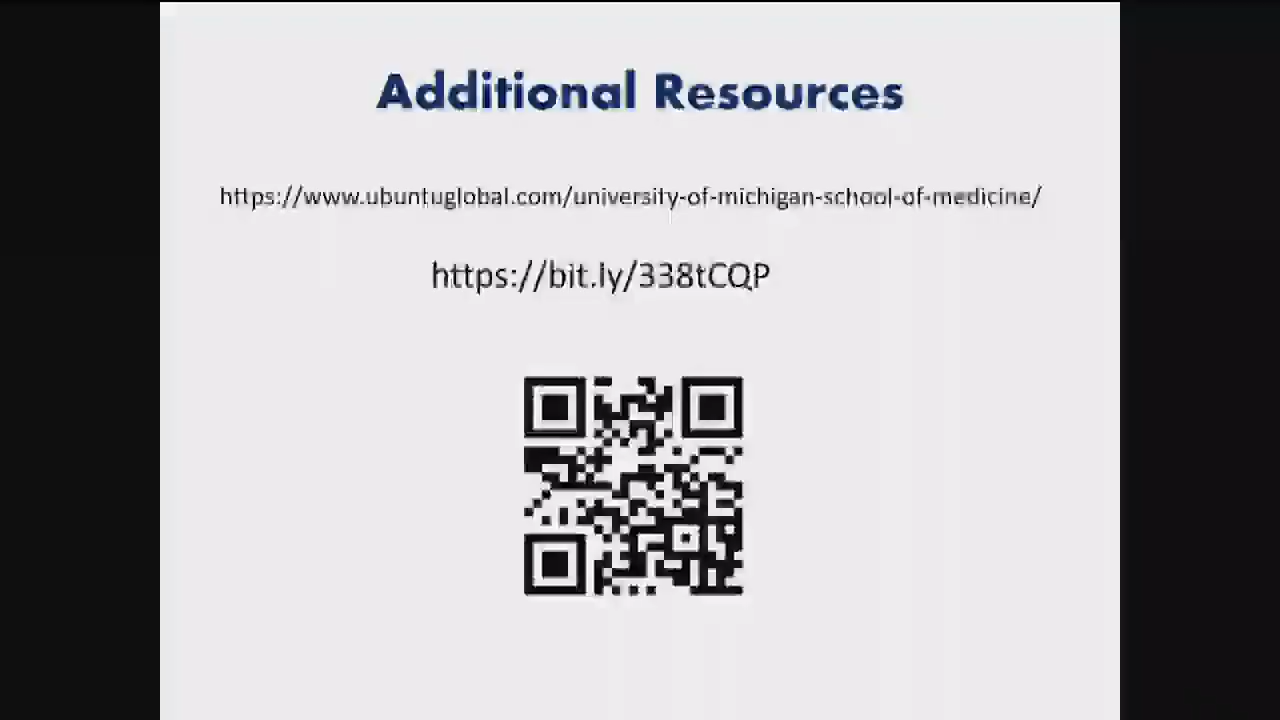 Additional Resources
https://www.ubuntuglobal.com/university-of-michigan-school-of-medicine/
https://bit.ly/338tCQP